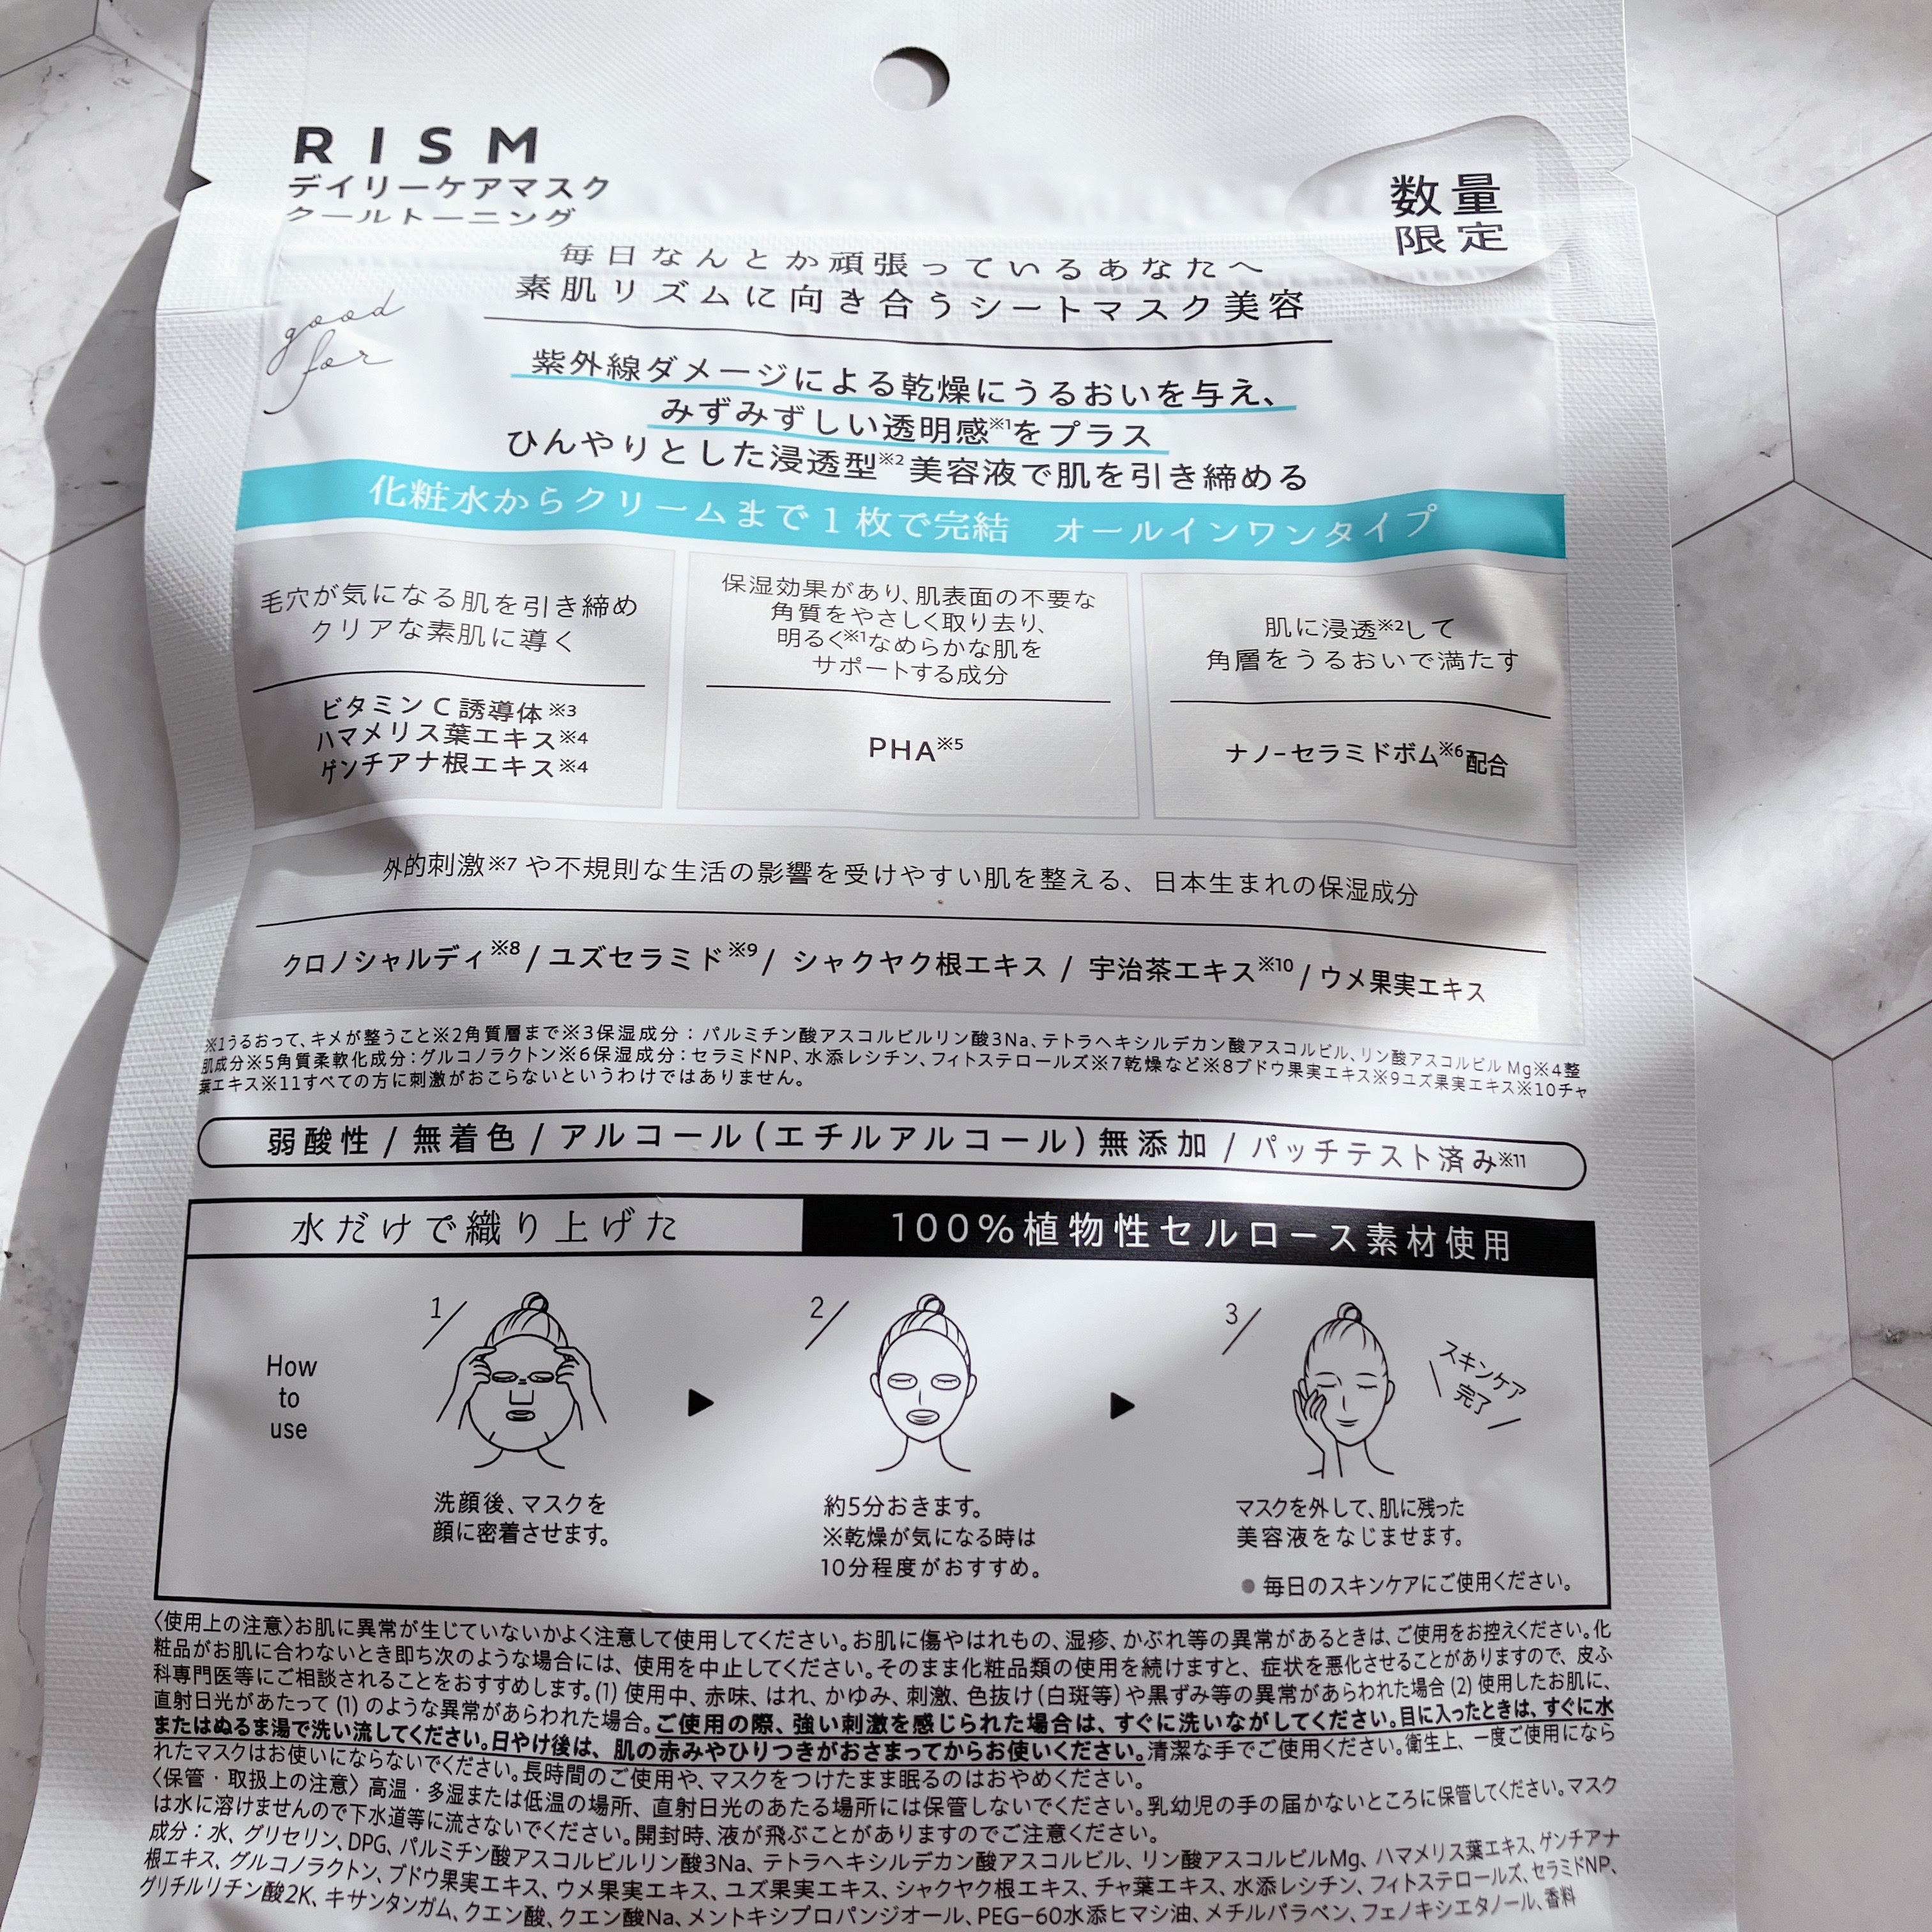 RISM
デイリーケアマスク
クールトーニング
数量
限定
毎日なんとか頑張っているあなたへ
素肌リズムに向き合うシートマスク美容
good
for
紫外線ダメージによる乾燥にうるおいを与え、
みずみずしい透明感※1をプラス
ひんやりとした浸透型※2美容液で肌を引き締める
化粧水からクリームまで1枚で完結 オールインワンタイプ
毛穴が気になる肌を引き締め
クリアな素肌に導く
ビタミンC誘導体※3
ハマメリス葉エキス※4
ゲンチアナ根エキス※4
保湿効果があり、肌表面の不要な
角質をやさしく取り去り、
明るく※1なめらかな肌を
サポートする成分
PHA※5
肌に浸透※2して
角層をうるおいで満たす
ナノーセラミドボム※6配合
外的刺激※7や不規則な生活の影響を受けやすい肌を整える、日本生まれの保湿成分
クロノシャルディ※8 / ユズセラミド※9 / シャクヤク根エキス / 宇治茶エキス※10 / ウメ果実エキス
※1うるおって、キメが整うこと※2角質層まで※3保湿成分：パルミチン酸アスコルビルリン酸3Na、テトラヘキシルデカン酸アスコルビル、リン酸アスコルビルMg※4整
肌成分※5角質柔軟化成分：グルコノラクトン※6保湿成分：セラミドNP、水添レシチン、フィトステロールズ※7乾燥など※8ブドウ果実エキス※9ユズ果実エキス※10チャ
葉エキス※11すべての方に刺激がおこらないというわけではありません。
弱酸性 / 無着色 / アルコール(エチルアルコール)無添加 / パッチテスト済み※11
水だけで織り上げた 100%植物性セルロース素材使用
How
to
use
1/
洗顔後、マスクを
顔に密着させます。
2/
約5分おきます。
※乾燥が気になる時は
10分程度がおすすめ。
3/
スキンケア
完了
マスクを外して、肌に残った
美容液をなじませます。
●毎日のスキンケアにご使用ください。
〈使用上の注意〉お肌に異常が生じていないかよく注意して使用してください。お肌に傷やはれもの、湿疹、かぶれ等の異常があるときは、ご使用をお控えください。化
粧品がお肌に合わないとき即ち次のような場合には、使用を中止してください。そのまま化粧品類の使用を続けますと、症状を悪化させることがありますので、皮ふ
科専門医等にご相談されることをおすすめします。(1) 使用中、赤味、はれ、かゆみ、刺激、色抜け(白斑等)や黒ずみ等の異常があらわれた場合 (2) 使用したお肌に、
直射日光があたって (1) のような異常があらわれた場合。ご使用の際、強い刺激を感じられた場合は、すぐに洗いながしてください。目に入ったときは、すぐに水
またはぬるま湯で洗い流してください。日やけ後は、肌の赤みやひりつきがおさまってからお使いください。清潔な手でご使用ください。衛生上、一度ご使用になら
れたマスクはお使いにならないでください。長時間のご使用や、マスクをつけたまま眠るのはおやめください。
〈保管・取扱上の注意〉高温・多湿または低温の場所、直射日光のあたる場所には保管しないでください。乳幼児の手の届かないところに保管してください。マスク
は水に溶けませんので下水道等に流さないでください。開封時、液が飛ぶことがありますのでご注意ください。
成分：水、グリセリン、DPG、パルミチン酸アスコルビルリン酸3Na、テトラヘキシルデカン酸アスコルビル、リン酸アスコルビルMg、ハマメリス葉エキス、ゲンチアナ
根エキス、グルコノラクトン、ブドウ果実エキス、ウメ果実エキス、ユズ果実エキス、シャクヤク根エキス、チャ葉エキス、水添レシチン、フィトステロールズ、セラミドNP、
グリチルリチン酸2K、キサンタンガム、クエン酸、クエン酸Na、メントキシプロパンジオール、PEG-60水添ヒマシ油、メチルパラベン、フェノキシエタノール、香料